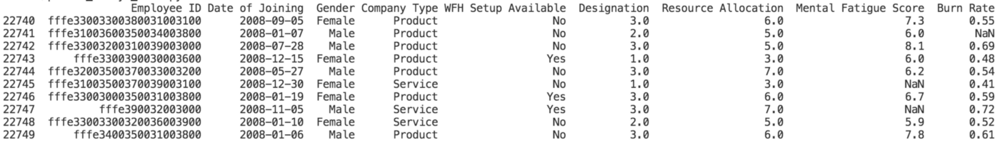 Employee ID Date of Joining Gender Company Type WFH Setup Available Designation Resource Allocation Mental Fatigue Score Burn Rate
22740 fffe33003300380031003100 2008-09-05 Female Product No 3.0 6.0 7.3 0.55
22741 fffe31003600350034003800 2008-01-07 Male Product No 2.0 5.0 6.0 NaN
22742 fffe33003200310039003000 2008-07-28 Male Product No 3.0 5.0 8.1 0.69
22743 fffe3300390030003600 2008-12-15 Female Product Yes 1.0 3.0 6.0 0.48
22744 fffe32003500370033003200 2008-05-27 Male Product No 3.0 7.0 6.2 0.54
22745 fffe31003500370039003100 2008-12-30 Female Service No 1.0 3.0 NaN 0.41
22746 fffe33003000350031003800 2008-01-19 Female Product Yes 3.0 6.0 6.7 0.59
22747 fffe390032003000 2008-11-05 Male Service Yes 3.0 7.0 NaN 0.72
22748 fffe33003300320036003900 2008-01-10 Female Service No 2.0 5.0 5.9 0.52
22749 fffe3400350031003800 2008-01-06 Male Product No 3.0 6.0 7.8 0.61